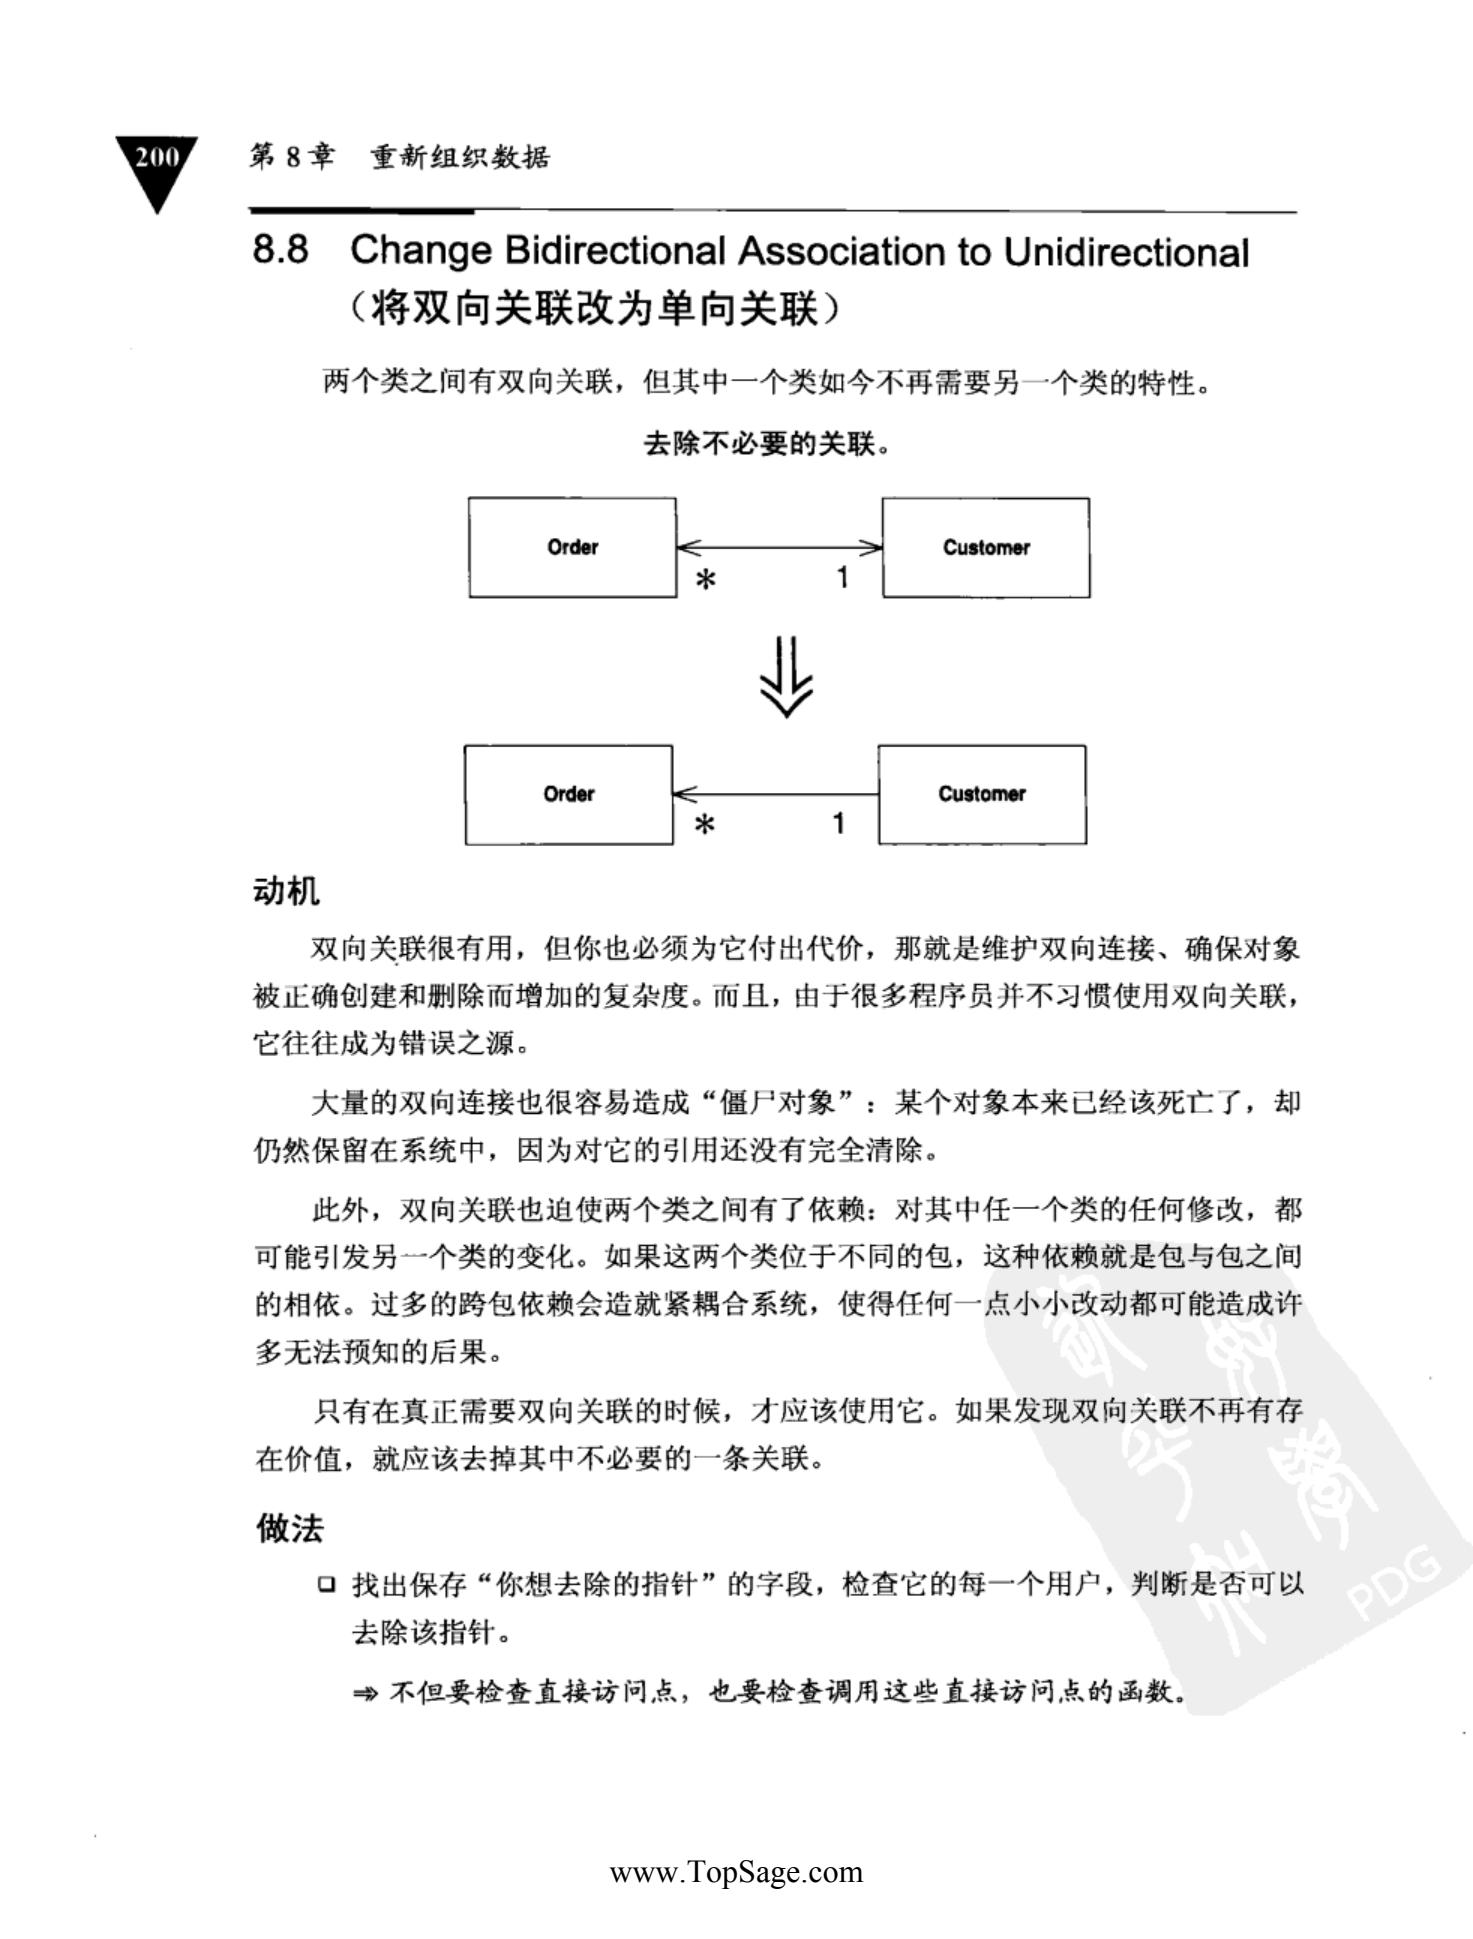 200
第8章 重新组织数据
8.8 Change Bidirectional Association to Unidirectional
（将双向关联改为单向关联）
两个类之间有双向关联，但其中一个类如今不再需要另一个类的特性。
去除不必要的关联。
Order
Customer
* 1
Order
Customer
* 1
动机
双向关联很有用，但你也必须为它付出代价，那就是维护双向连接、确保对象
被正确创建和删除而增加的复杂度。而且，由于很多程序员并不习惯使用双向关联，
它往往成为错误之源。
大量的双向连接也很容易造成“僵尸对象”：某个对象本来已经该死亡了，却
仍然保留在系统中，因为对它的引用还没有完全清除。
此外，双向关联也迫使两个类之间有了依赖：对其中任一个类的任何修改，都
可能引发另一个类的变化。如果这两个类位于不同的包，这种依赖就是包与包之间
的相依。过多的跨包依赖会造就紧耦合系统，使得任何一点小小改动都可能造成许
多无法预知的后果。
只有在真正需要双向关联的时候，才应该使用它。如果发现双向关联不再有存
在价值，就应该去掉其中不必要的一条关联。
做法
❑ 找出保存“你想去除的指针”的字段，检查它的每一个用户，判断是否可以
去除该指针。
⇒ 不但要检查直接访问点，也要检查调用这些直接访问点的函数。
PDG
www.TopSage.com